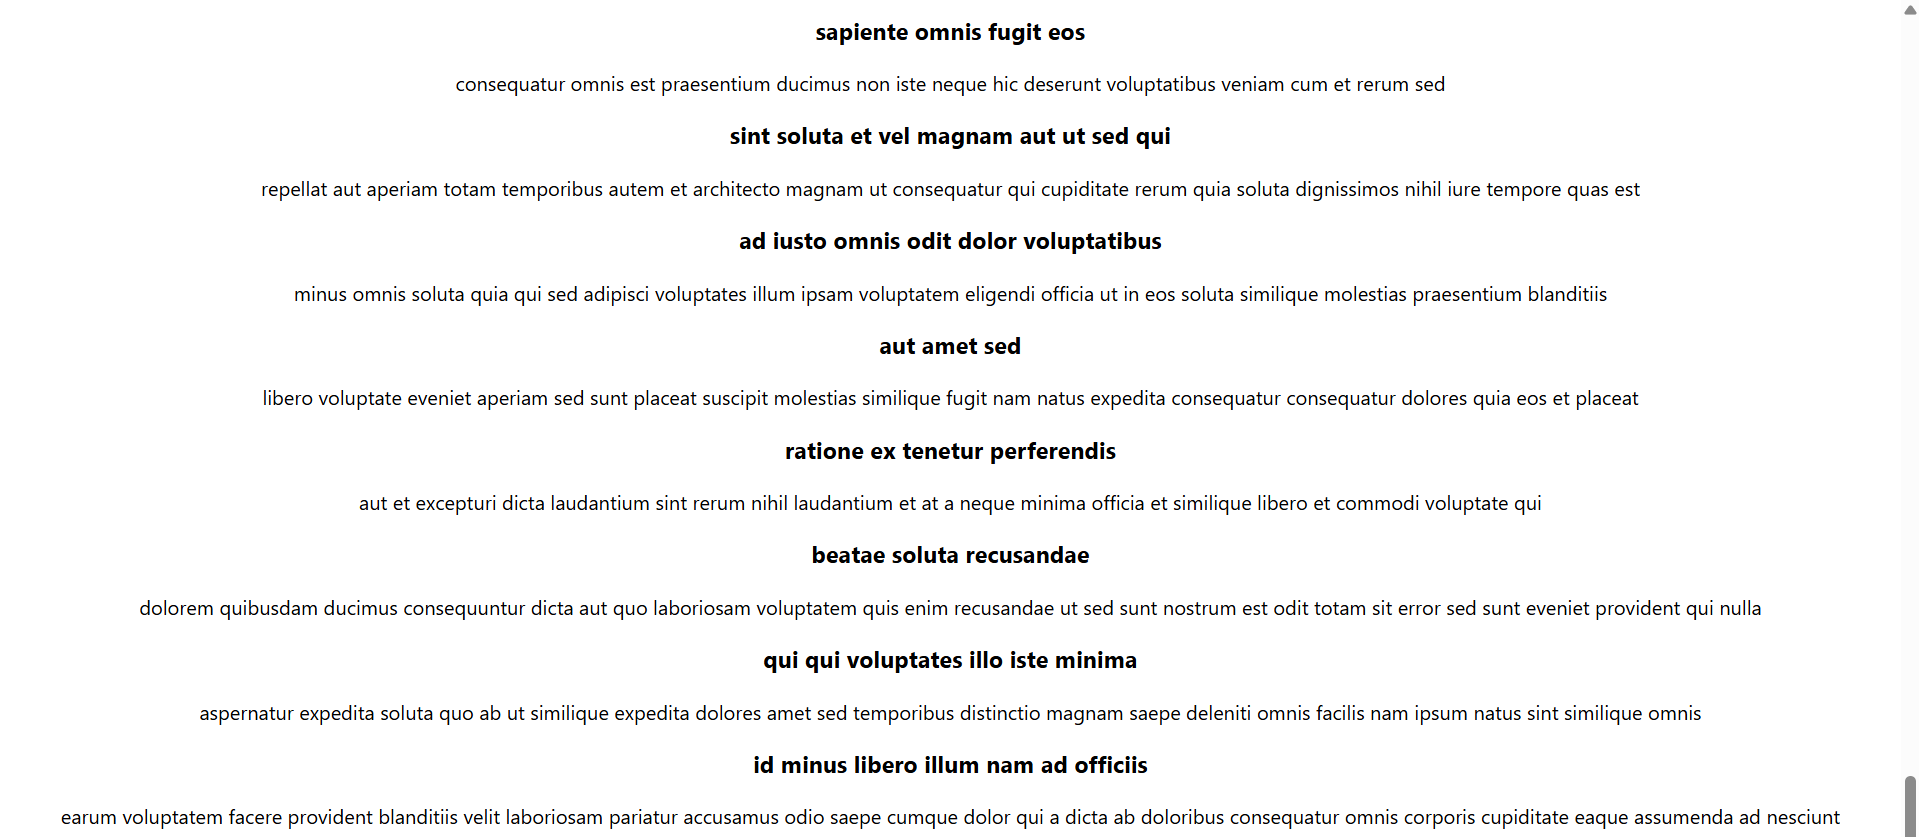 sapiente omnis fugit eos
consequatur omnis est praesentium ducimus non iste neque hic deserunt voluptatibus veniam cum et rerum sed
sint soluta et vel magnam aut ut sed qui
repellat aut aperiam totam temporibus autem et architecto magnam ut consequatur qui cupiditate rerum quia soluta dignissimos nihil iure tempore quas est
ad iusto omnis odit dolor voluptatibus
minus omnis soluta quia qui sed adipisci voluptates illum ipsam voluptatem eligendi officia ut in eos soluta similique molestias praesentium blanditiis
aut amet sed
libero voluptate eveniet aperiam sed sunt placeat suscipit molestias similique fugit nam natus expedita consequatur consequatur dolores quia eos et placeat
ratione ex tenetur perferendis
aut et excepturi dicta laudantium sint rerum nihil laudantium et at a neque minima officia et similique libero et commodi voluptate qui
beatae soluta recusandae
dolorem quibusdam ducimus consequuntur dicta aut quo laboriosam voluptatem quis enim recusandae ut sed sunt nostrum est odit totam sit error sed sunt eveniet provident qui nulla
qui qui voluptates illo iste minima
aspernatur expedita soluta quo ab ut similique expedita dolores amet sed temporibus distinctio magnam saepe deleniti omnis facilis nam ipsum natus sint similique omnis
id minus libero illum nam ad officiis
earum voluptatem facere provident blanditiis velit laboriosam pariatur accusamus odio saepe cumque dolor qui a dicta ab doloribus consequatur omnis corporis cupiditate eaque assumenda ad nesciunt